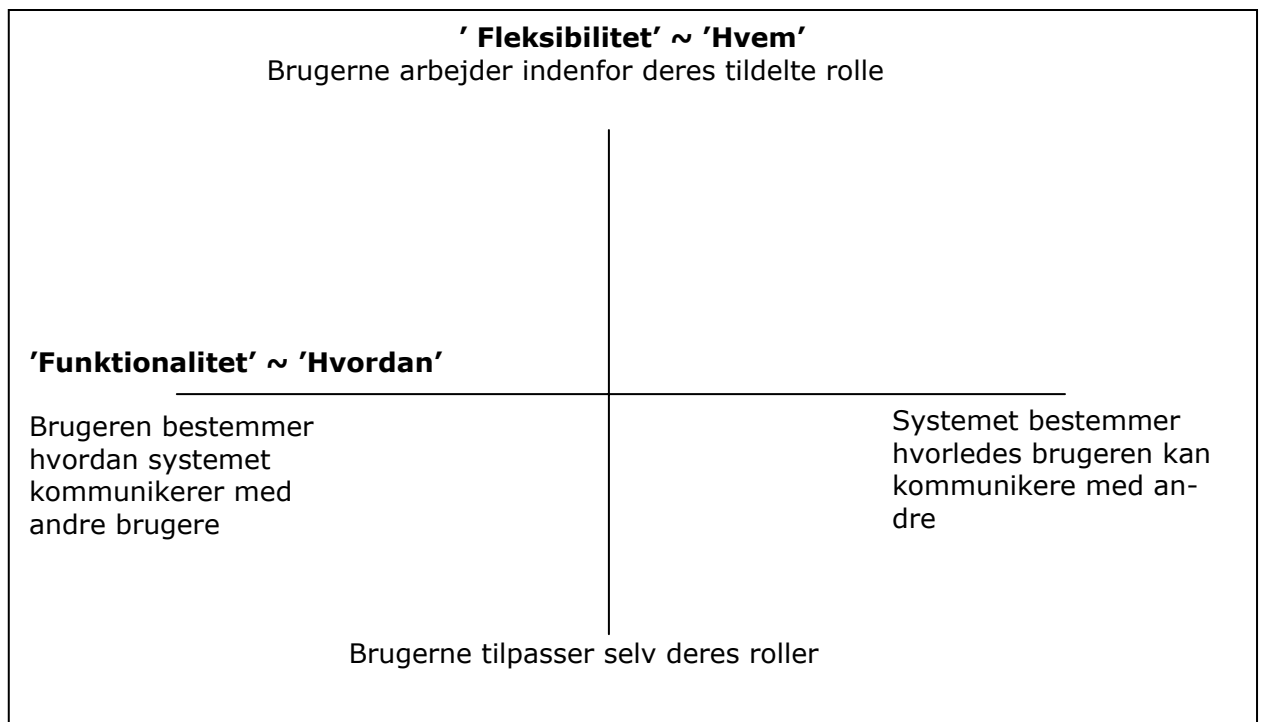 ’ Fleksibilitet’ ~ ’Hvem’
Brugerne arbejder indenfor deres tildelte rolle
’Funktionalitet’ ~ ’Hvordan’
Brugeren bestemmer
hvordan systemet
kommunikerer med
andre brugere
Systemet bestemmer
hvorledes brugeren kan
kommunikere med an-
dre
Brugerne tilpasser selv deres roller